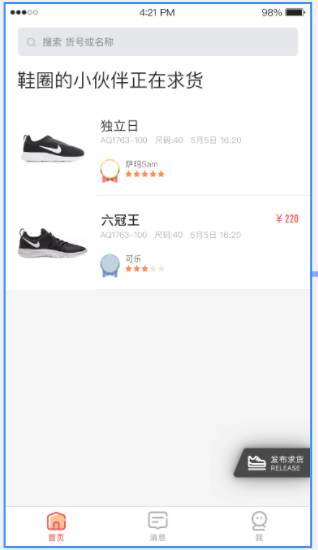 4:21 PM 98%
搜索 货号或名称
鞋圈的小伙伴正在求货
独立日
AQ1763-100 尺码:40 5月5日 16:20
萨玛Sam
六冠王 ¥220
AQ1763-100 尺码:40 5月5日 16:20
可乐
发布求货
RELEASE
首页 消息 我